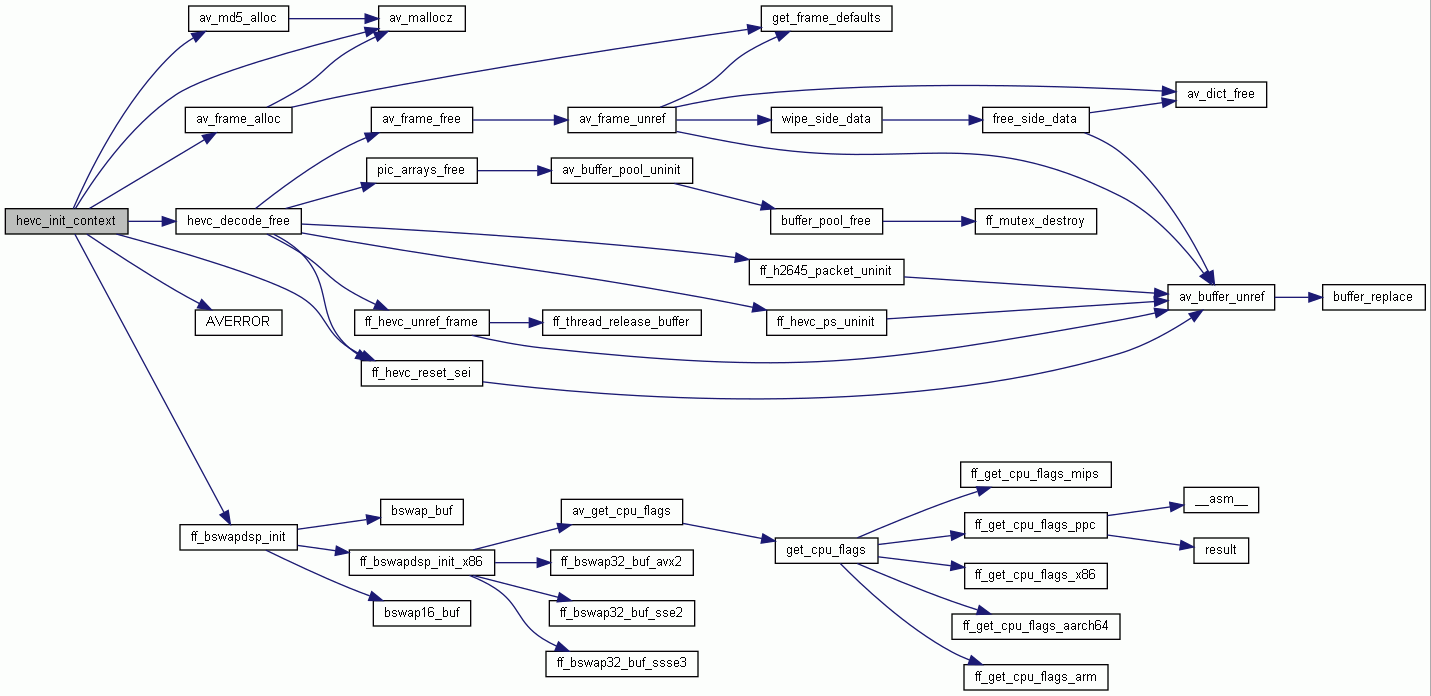 av_md5_alloc
av_mallocz
get_frame_defaults
av_dict_free
av_frame_alloc
av_frame_free
av_frame_unref
wipe_side_data
free_side_data
pic_arrays_free
av_buffer_pool_uninit
hevc_init_context
hevc_decode_free
buffer_pool_free
ff_mutex_destroy
ff_h2645_packet_uninit
av_buffer_unref
buffer_replace
AVERROR
ff_hevc_unref_frame
ff_thread_release_buffer
ff_hevc_ps_uninit
ff_hevc_reset_sei
ff_get_cpu_flags_mips
__asm__
bswap_buf
av_get_cpu_flags
ff_get_cpu_flags_ppc
ff_bswapdsp_init
get_cpu_flags
result
ff_bswapdsp_init_x86
ff_bswap32_buf_avx2
ff_get_cpu_flags_x86
bswap16_buf
ff_bswap32_buf_sse2
ff_get_cpu_flags_aarch64
ff_bswap32_buf_ssse3
ff_get_cpu_flags_arm